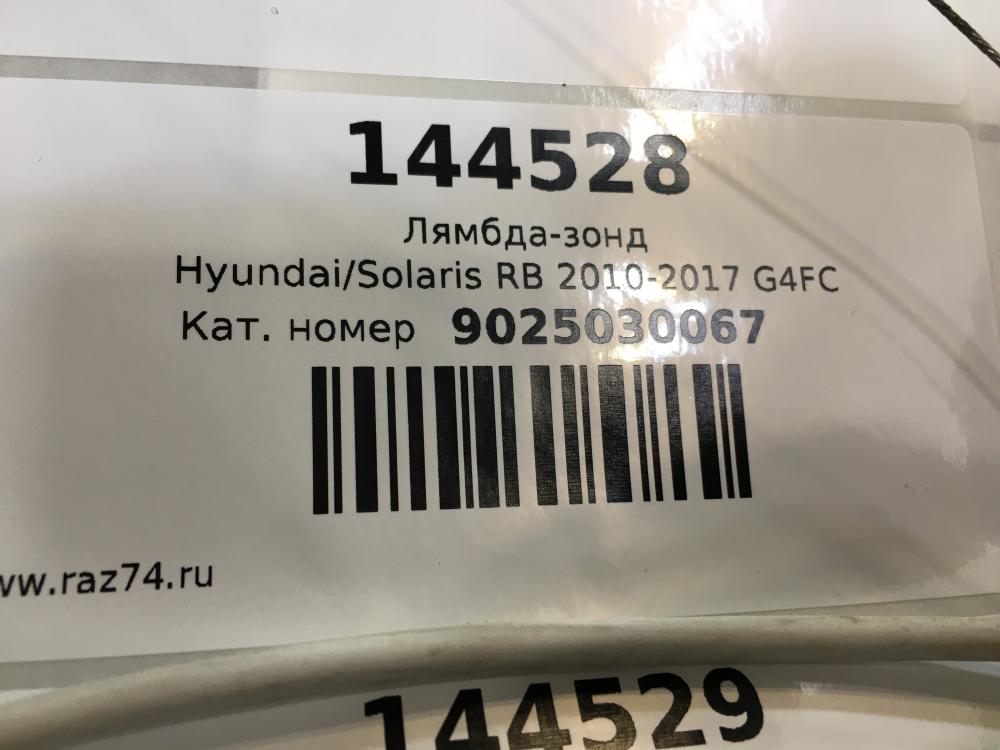 144528
Лямбда-зонд
Hyundai/Solaris RB 2010-2017 G4FC
Кат. номер 9025030067
ww.raz74.ru
144529